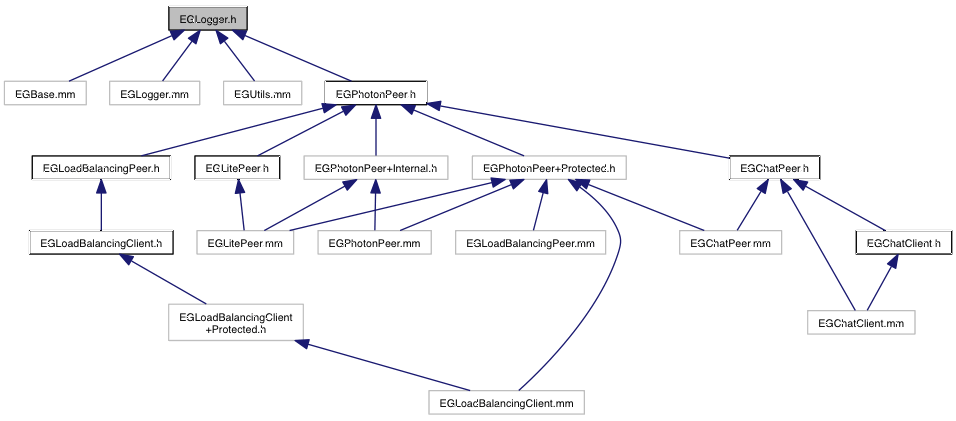 EGLogger.h
EGBase.mm
EGLogger.mm
EGUtils.mm
EGPhotonPeer.h
EGLoadBalancingPeer.h
EGLitePeer.h
EGPhotonPeer+Internal.h
EGPhotonPeer+Protected.h
EGChatPeer.h
EGLoadBalancingClient.h
EGLitePeer.mm
EGPhotonPeer.mm
EGLoadBalancingPeer.mm
EGChatPeer.mm
EGChatClient.h
EGLoadBalancingClient
+Protected.h
EGChatClient.mm
EGLoadBalancingClient.mm